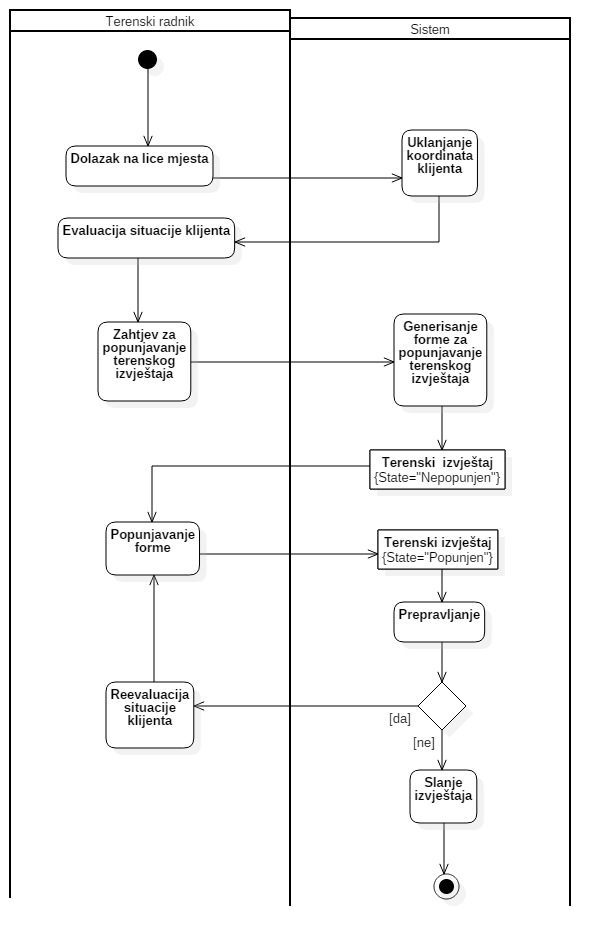 Terenski radnik
Sistem
Dolazak na lice mjesta
Uklanjanje
koordinata
klijenta
Evaluacija situacije klijenta
Zahtjev za
popunjavanje
terenskog
izvještaja
Generisanje
forme za
popunjavanje
terenskog
izvještaja
Terenski izvještaj
{State="Nepopunjen"}
Popunjavanje
forme
Terenski izvještaj
{State="Popunjen"}
Prepravljanje
Reevaluacija
situacije
klijenta
[da]
[ne]
Slanje
izvještaja